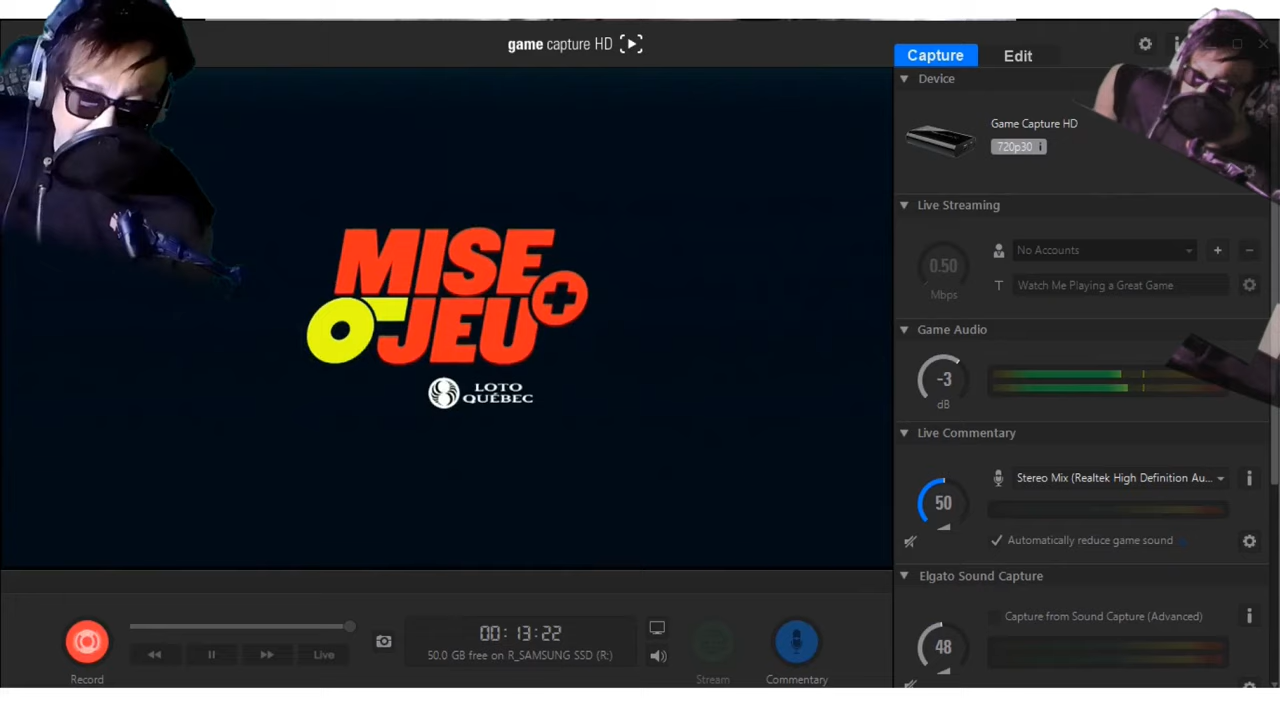 game capture HD
Capture
Edit
Device
Game Capture HD
720p30 i
Live Streaming
0.50
Mbps
No Accounts
T Watch Me Playing a Great Game
Game Audio
-3
dB
Live Commentary
50
Stereo Mix (Realtek High Definition Au...
Automatically reduce game sound
Elgato Sound Capture
Capture from Sound Capture (Advanced)
48
MISE
O JEU+
LOTO
QUÉBEC
Record
Live
00:13:22
50.0 GB free on R_SAMSUNG SSD (R:)
Stream
Commentary